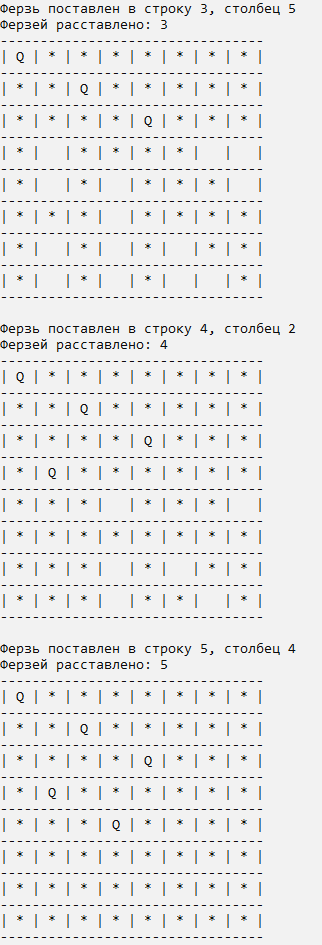 Ферзь поставлен в строку 3, столбец 5
Ферзей расставлено: 3
---------------------------------
| Q | * | * | * | * | * | * | * |
---------------------------------
| * | * | Q | * | * | * | * | * |
---------------------------------
| * | * | * | * | Q | * | * | * |
---------------------------------
| * |   | * | * | * | * |   |   |
---------------------------------
| * |   | * |   | * | * | * |   |
---------------------------------
| * | * | * |   | * | * | * | * |
---------------------------------
| * |   | * |   | * |   | * | * |
---------------------------------
| * |   | * |   | * |   |   | * |
---------------------------------
Ферзь поставлен в строку 4, столбец 2
Ферзей расставлено: 4
---------------------------------
| Q | * | * | * | * | * | * | * |
---------------------------------
| * | * | Q | * | * | * | * | * |
---------------------------------
| * | * | * | * | Q | * | * | * |
---------------------------------
| * | Q | * | * | * | * | * | * |
---------------------------------
| * | * | * |   | * | * | * |   |
---------------------------------
| * | * | * | * | * | * | * | * |
---------------------------------
| * | * | * |   | * |   | * | * |
---------------------------------
| * | * | * |   | * | * |   | * |
---------------------------------
Ферзь поставлен в строку 5, столбец 4
Ферзей расставлено: 5
---------------------------------
| Q | * | * | * | * | * | * | * |
---------------------------------
| * | * | Q | * | * | * | * | * |
---------------------------------
| * | * | * | * | Q | * | * | * |
---------------------------------
| * | Q | * | * | * | * | * | * |
---------------------------------
| * | * | * | Q | * | * | * | * |
---------------------------------
| * | * | * | * | * | * | * | * |
---------------------------------
| * | * | * | * | * | * | * | * |
---------------------------------
| * | * | * | * | * | * | * | * |
---------------------------------